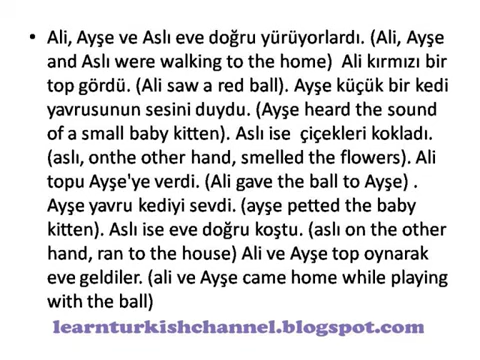 • Ali, Ayşe ve Aslı eve doğru yürüyorlardı. (Ali, Ayşe
and Aslı were walking to the home)  Ali kırmızı bir
top gördü. (Ali saw a red ball). Ayşe küçük bir kedi
yavrusunun sesini duydu. (Ayşe heard the sound
of a small baby kitten). Aslı ise  çiçekleri kokladı.
(aslı, onthe other hand, smelled the flowers). Ali
topu Ayşe'ye verdi. (Ali gave the ball to Ayşe) .
Ayşe yavru kediyi sevdi. (ayşe petted the baby
kitten). Aslı ise eve doğru koştu. (aslı on the other
hand, ran to the house) Ali ve Ayşe top oynarak
eve geldiler. (ali ve Ayşe came home while playing
with the ball)
learnturkishchannel.blogspot.com